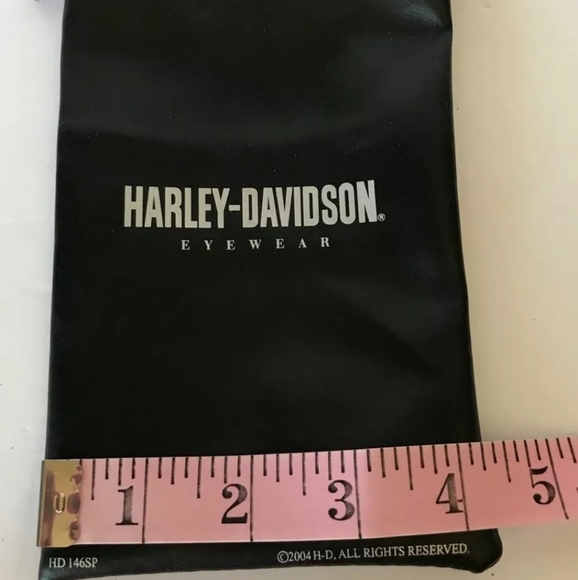 HARLEY-DAVIDSON®
EYEWEAR
1 2 3 4 5
HD 146SP ©2004 H-D, ALL RIGHTS RESERVED.